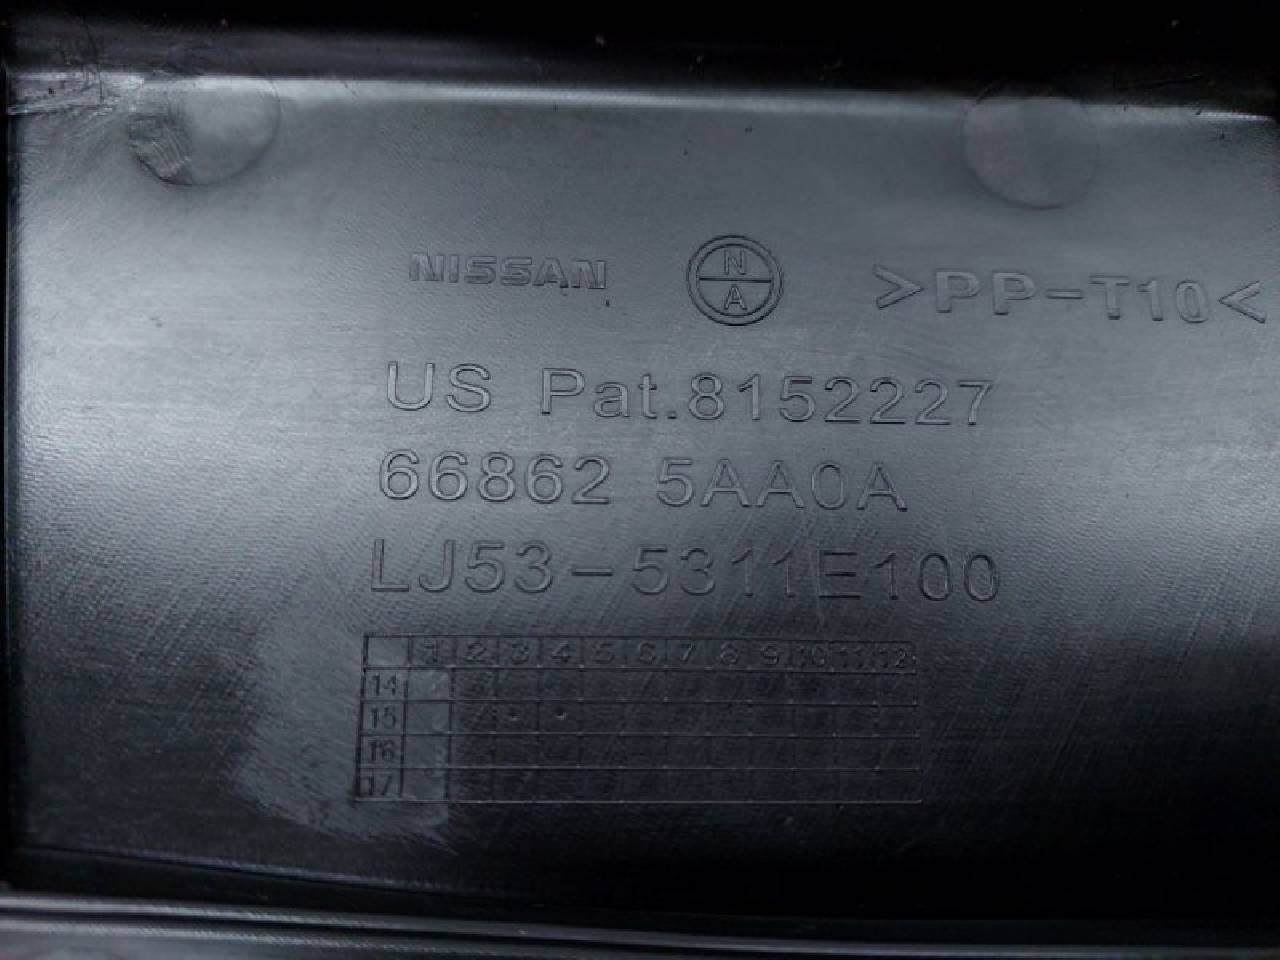 NISSAN N A >PP-T10<
US Pat.8152227
66862 5AA0A
LJ53-5311E100
1 2 3 4 5 6 7 8 9 10 11 12
14
15
16
17